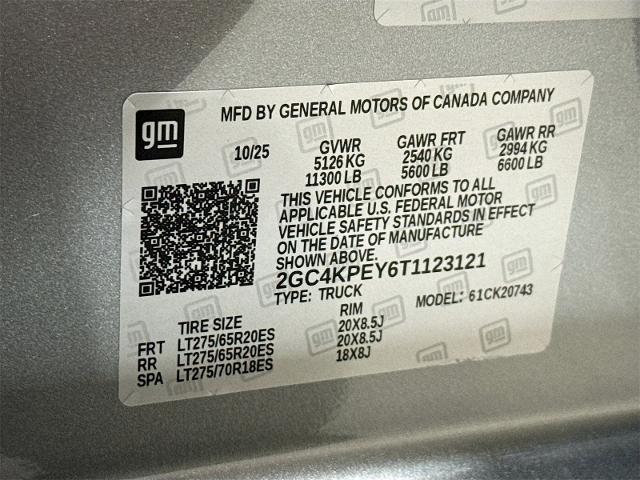 gm
MFD BY GENERAL MOTORS OF CANADA COMPANY
10/25 GVWR GAWR FRT GAWR RR
5126 KG 2540 KG 2994 KG
11300 LB 5600 LB 6600 LB
THIS VEHICLE CONFORMS TO ALL
APPLICABLE U.S. FEDERAL MOTOR
VEHICLE SAFETY STANDARDS IN EFFECT
ON THE DATE OF MANUFACTURE
SHOWN ABOVE.
2GC4KPEY6T1123121
TYPE: TRUCK MODEL: 61CK20743
TIRE SIZE RIM
FRT LT275/65R20ES 20X8.5J
RR LT275/65R20ES 20X8.5J
SPA LT275/70R18ES 18X8J